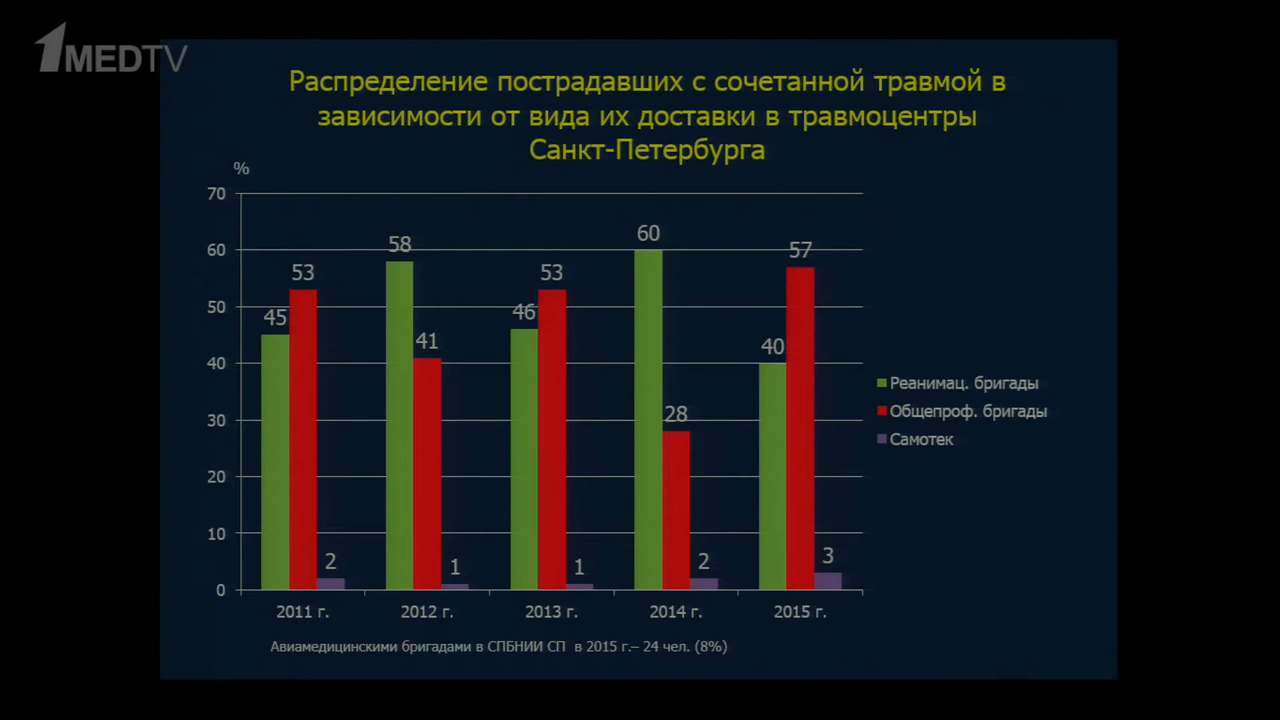 1MEDTV
Распределение пострадавших с сочетанной травмой в
зависимости от вида их доставки в травмоцентры
Санкт-Петербурга
%
70
60
50
40
30
20
10
0
45
53
2
58
41
1
46
53
1
60
28
2
40
57
3
2011 г.
2012 г.
2013 г.
2014 г.
2015 г.
Реанимац. бригады
Общепроф. бригады
Самотек
Авиамедицинскими бригадами в СПБНИИ СП в 2015 г.– 24 чел. (8%)